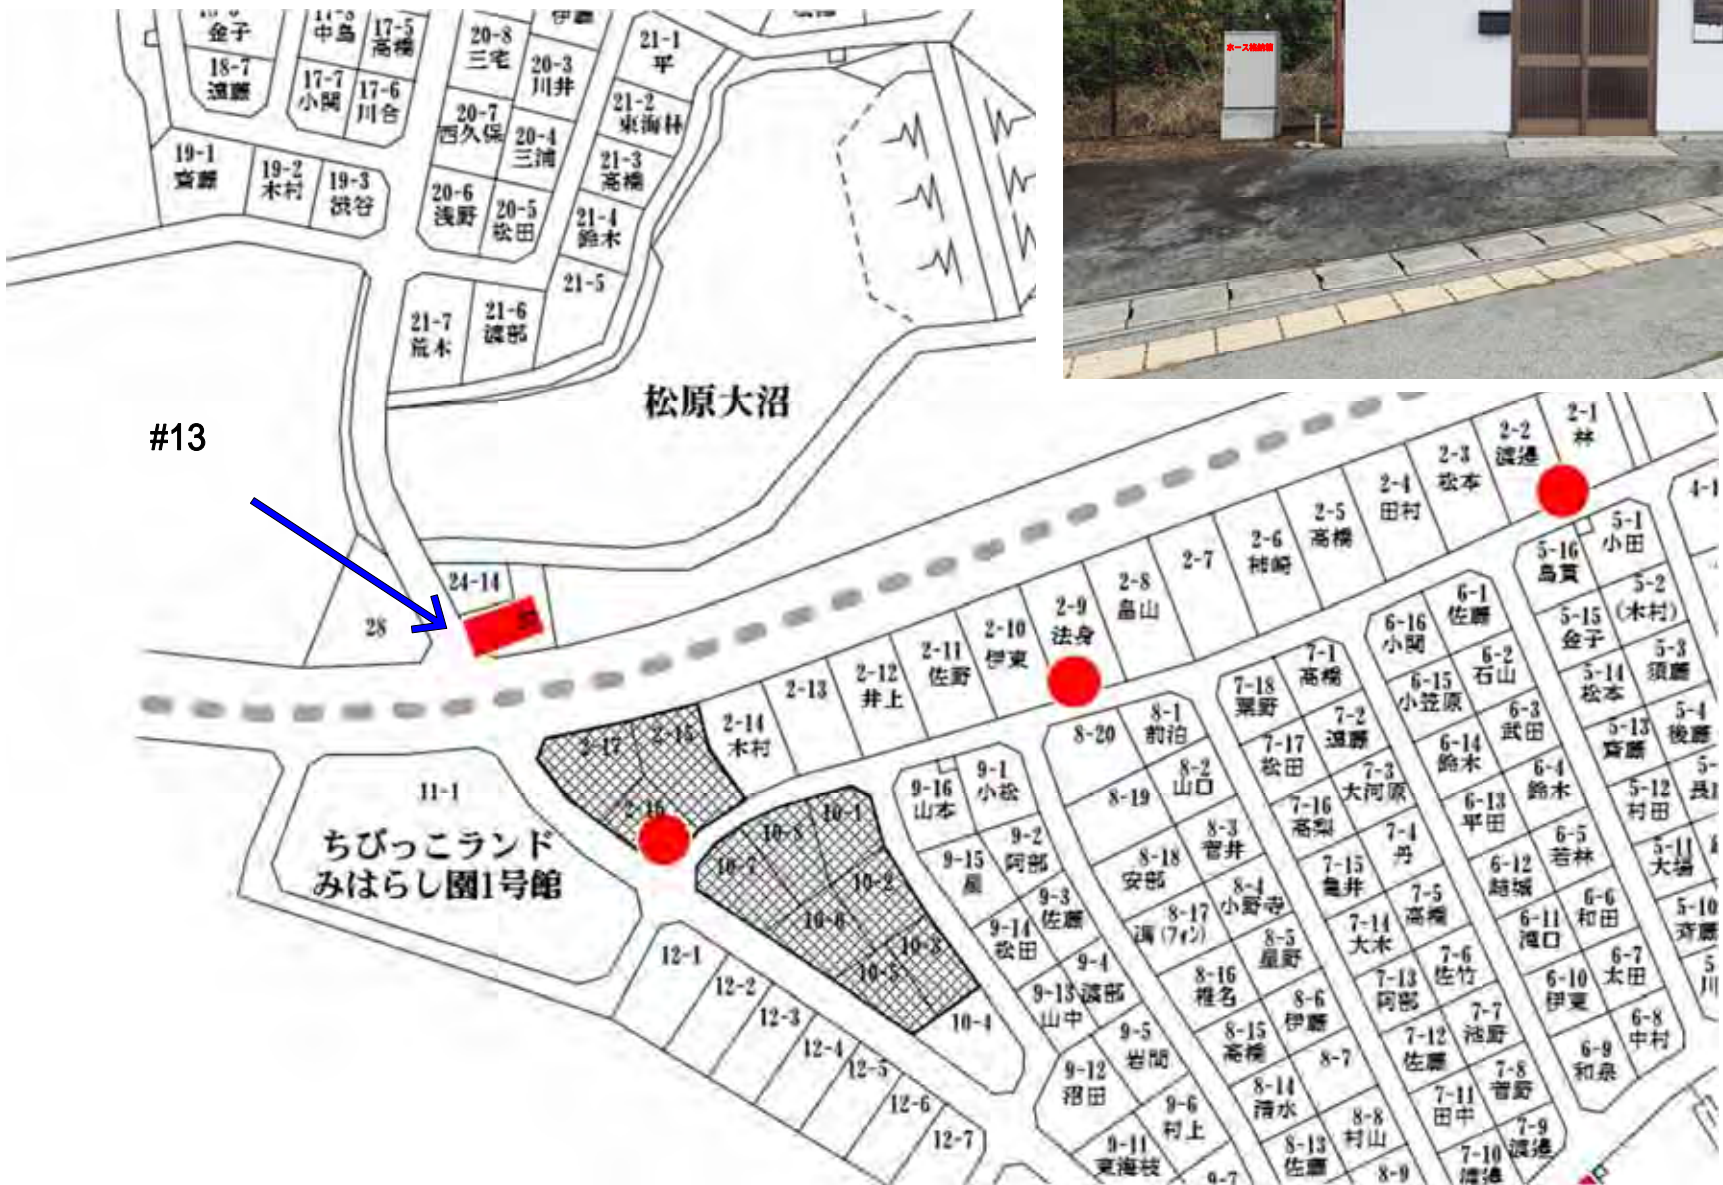 金子
18-7
遠藤
中島
17-7
小関
17-5
高橋
17-6
川合
20-8
三宅
伊藤
20-3
川井
20-7
西久保
20-4
三浦
20-6
浅野
20-5
松田
21-1
平
21-2
東海林
21-3
高橋
21-4
鈴木
21-5
21-6
渡部
21-7
荒木
19-1
齋藤
19-2
木村
19-3
渋谷
ホース格納箱
松原大沼
#13
24-14
28
2-1
林
2-2
渡邉
2-3
松本
2-4
田村
2-5
高橋
2-6
柿崎
2-7
2-8
畠山
2-9
法身
2-10
伊東
2-11
佐野
2-12
井上
2-13
2-14
木村
2-15
2-17
2-16
4-1
5-1
小田
5-16
島貫
5-2
(木村)
5-15
金子
5-3
須藤
5-14
松本
5-4
後藤
5-13
齋藤
5-12
村田
5-11
大場
5-10
斉藤
6-1
佐藤
6-16
小関
6-2
石山
6-15
小笠原
6-3
武田
6-14
鈴木
6-4
鈴木
6-13
平田
6-5
若林
6-12
結城
6-6
和田
6-11
滝口
6-7
太田
6-10
伊東
6-8
中村
6-9
和泉
7-1
高橋
7-18
粟野
7-2
遠藤
7-17
松田
7-3
大河原
7-16
高梨
7-4
丹
7-15
亀井
7-5
高橋
7-14
大木
7-6
佐竹
7-13
阿部
7-7
池野
7-12
佐藤
7-8
菅野
7-11
田中
7-9
渡邉
7-10
渡邉
8-1
前泊
8-20
8-2
山口
8-19
8-3
菅井
8-18
安部
8-4
小野寺
8-17
馮(フォン)
8-5
星野
8-16
椎名
8-6
伊藤
8-15
高橋
8-7
8-14
清水
8-8
村山
8-13
佐藤
8-9
9-1
小松
9-16
山本
9-2
阿部
9-15
星
9-3
佐藤
9-14
松田
9-4
渡部
9-13
山中
9-5
岩間
9-12
沼田
9-6
村上
9-11
東海枝
9-7
10-1
10-8
10-7
10-2
10-6
10-3
10-5
10-4
11-1
ちびっこランド
みはらし園1号館
12-1
12-2
12-3
12-4
12-5
12-6
12-7